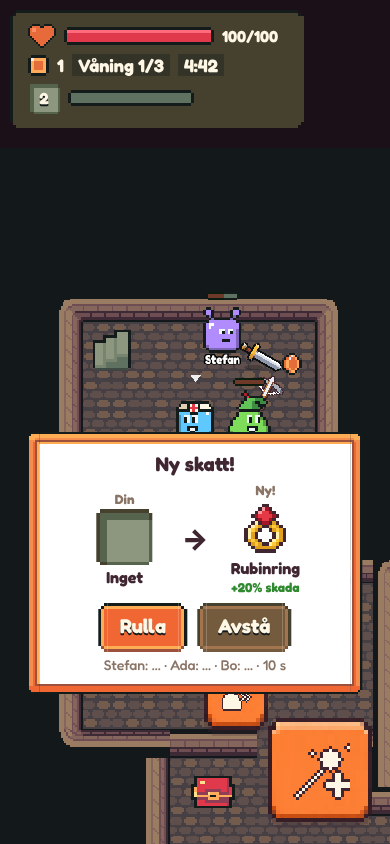 100/100
1 Våning 1/3 4:42
2
Stefan
Ny skatt!
Din
Ny!
Inget
Rubinring
+20% skada
Rulla
Avstå
Stefan: ... · Ada: ... · Bo: ... · 10 s